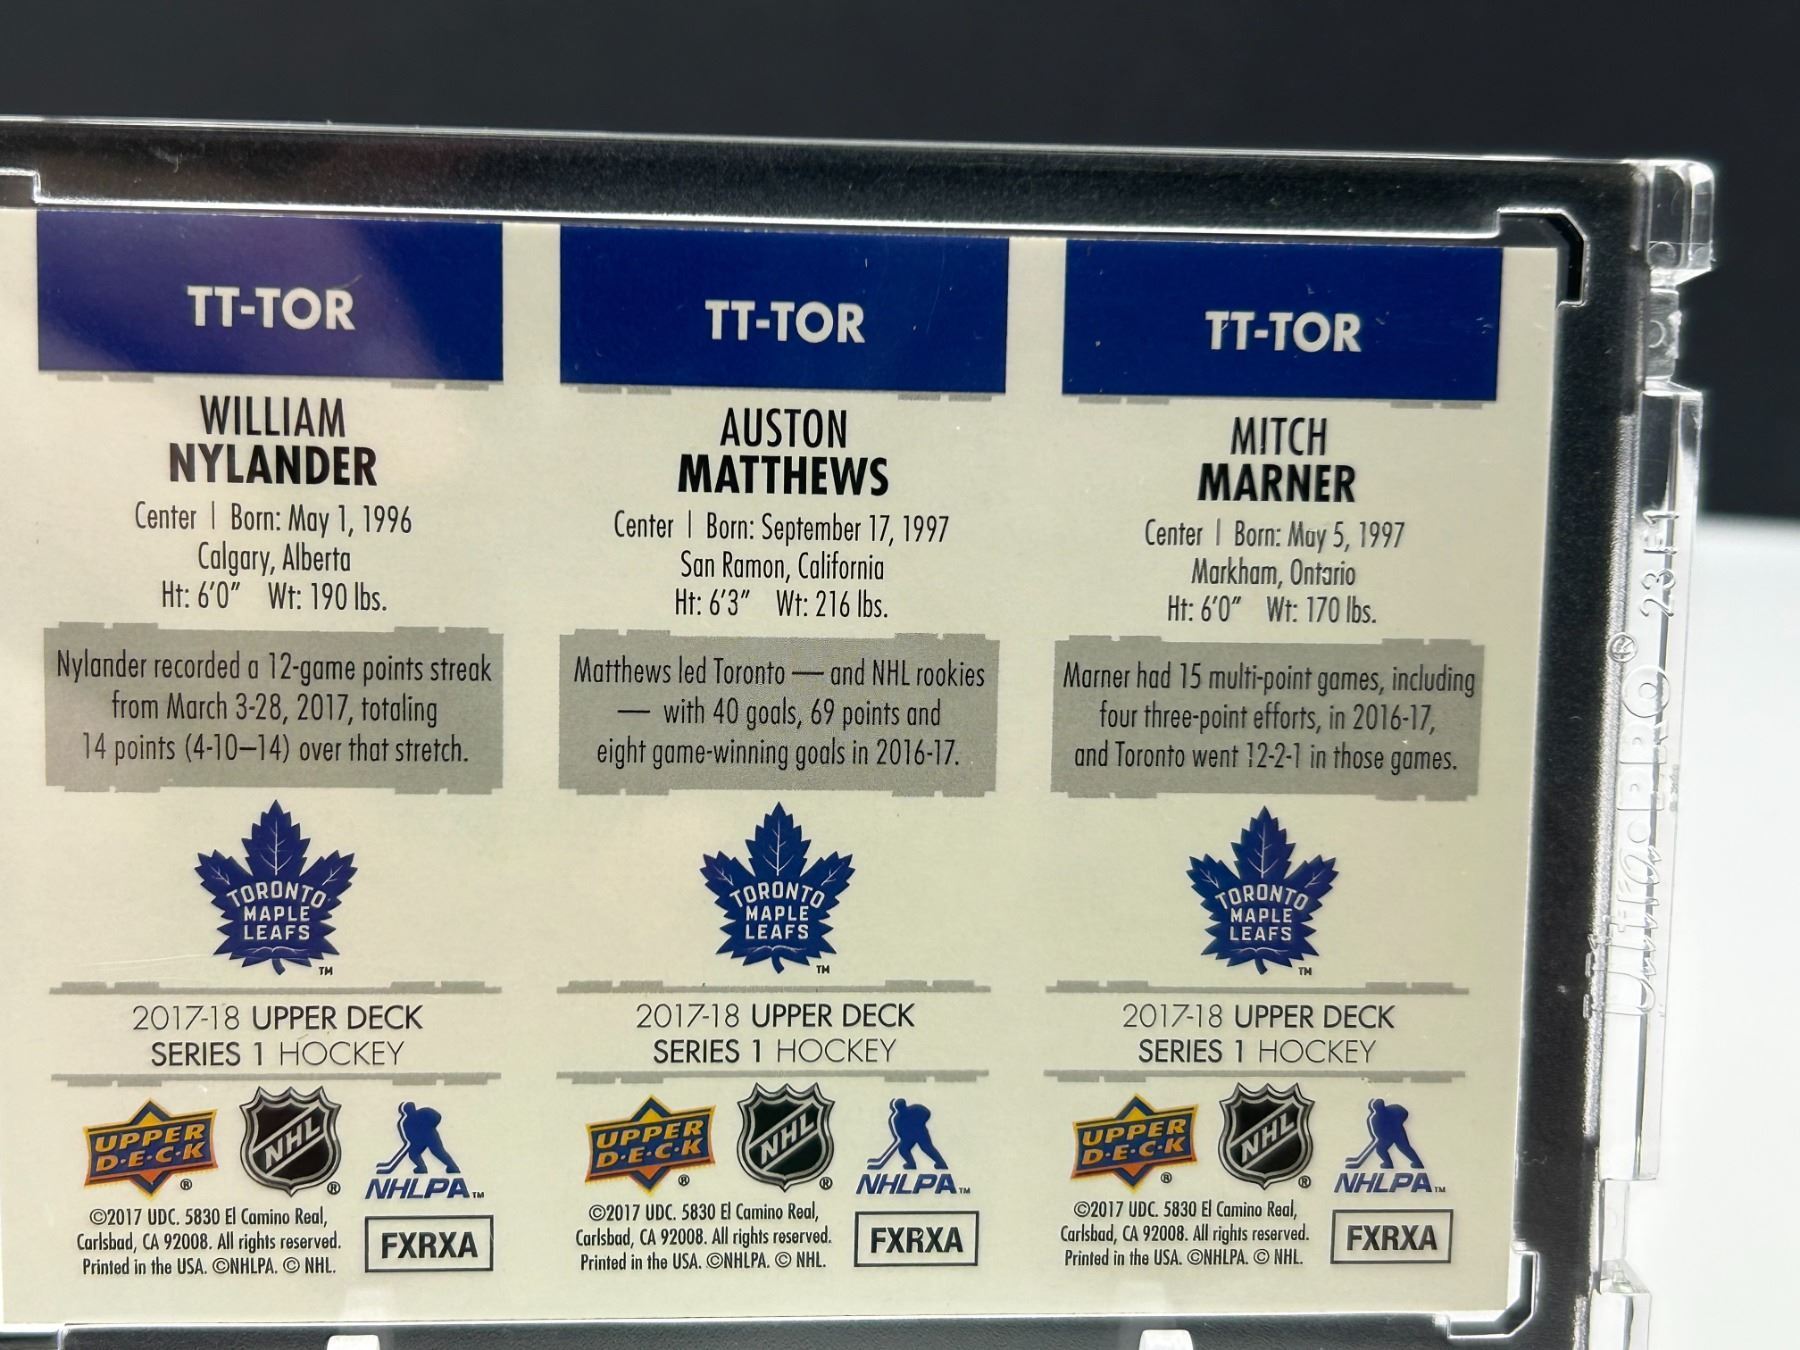 TT-TOR
WILLIAM
NYLANDER
Center | Born: May 1, 1996
Calgary, Alberta
Ht: 6'0" Wt: 190 lbs.
Nylander recorded a 12-game points streak
from March 3-28, 2017, totaling
14 points (4-10—14) over that stretch.
TORONTO
MAPLE
LEAFS
TM
2017-18 UPPER DECK
SERIES 1 HOCKEY
UPPER
D·E·C·K
®
NHL
®
NHLPA™
©2017 UDC. 5830 El Camino Real,
Carlsbad, CA 92008. All rights reserved.
Printed in the USA. ©NHLPA. © NHL.
FXRXA
TT-TOR
AUSTON
MATTHEWS
Center | Born: September 17, 1997
San Ramon, California
Ht: 6'3" Wt: 216 lbs.
Matthews led Toronto — and NHL rookies
— with 40 goals, 69 points and
eight game-winning goals in 2016-17.
TORONTO
MAPLE
LEAFS
TM
2017-18 UPPER DECK
SERIES 1 HOCKEY
UPPER
D·E·C·K
®
NHL
®
NHLPA™
©2017 UDC. 5830 El Camino Real,
Carlsbad, CA 92008. All rights reserved.
Printed in the USA. ©NHLPA. © NHL.
FXRXA
TT-TOR
MITCH
MARNER
Center | Born: May 5, 1997
Markham, Ontario
Ht: 6'0" Wt: 170 lbs.
Marner had 15 multi-point games, including
four three-point efforts, in 2016-17,
and Toronto went 12-2-1 in those games.
TORONTO
MAPLE
LEAFS
TM
2017-18 UPPER DECK
SERIES 1 HOCKEY
UPPER
D·E·C·K
®
NHL
®
NHLPA™
©2017 UDC. 5830 El Camino Real,
Carlsbad, CA 92008. All rights reserved.
Printed in the USA. ©NHLPA. © NHL.
FXRXA
Ultra·PRO®